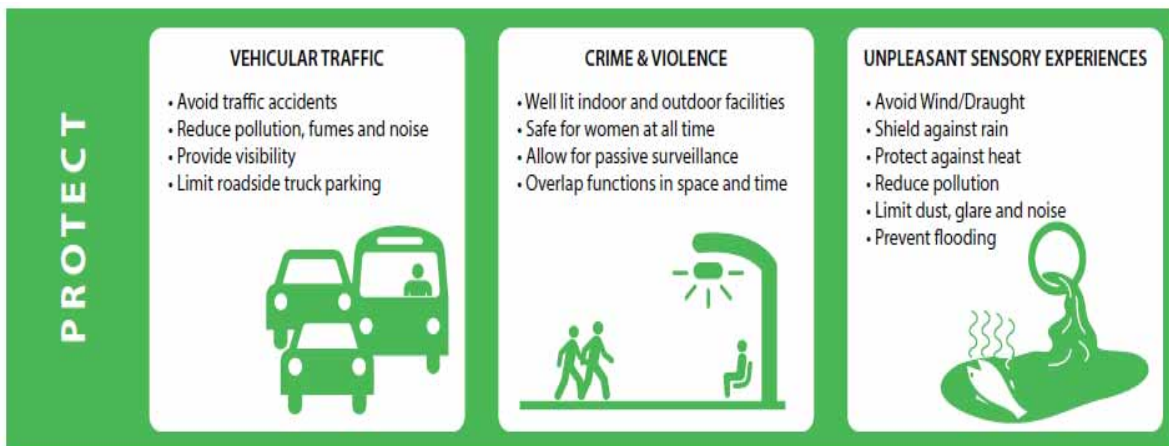 PROTECT
VEHICULAR TRAFFIC
• Avoid traffic accidents
• Reduce pollution, fumes and noise
• Provide visibility
• Limit roadside truck parking
CRIME & VIOLENCE
• Well lit indoor and outdoor facilities
• Safe for women at all time
• Allow for passive surveillance
• Overlap functions in space and time
UNPLEASANT SENSORY EXPERIENCES
• Avoid Wind/Draught
• Shield against rain
• Protect against heat
• Reduce pollution
• Limit dust, glare and noise
• Prevent flooding